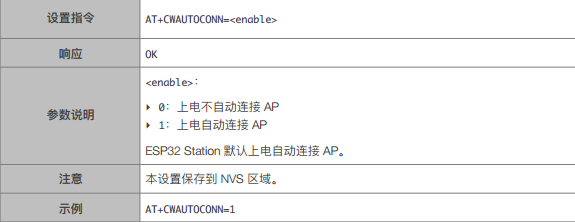 设置指令
AT+CWAUTOCONN=<enable>
响应
OK
参数说明
<enable>：
‣ 0：上电不自动连接 AP
‣ 1：上电自动连接 AP
ESP32 Station 默认上电自动连接 AP。
注意
本设置保存到 NVS 区域。
示例
AT+CWAUTOCONN=1